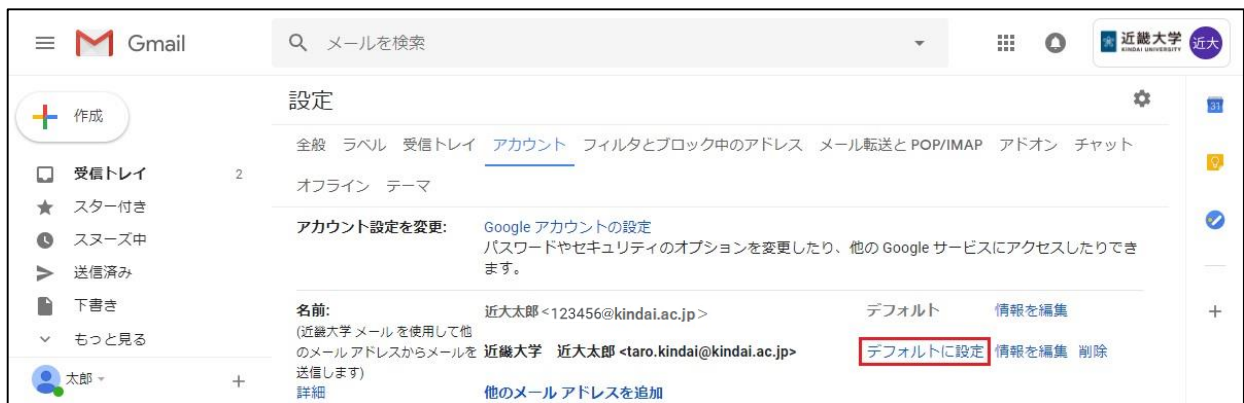 Gmail
メールを検索
近畿大学
KINDAI UNIVERSITY
近大
作成
受信トレイ 2
スター付き
スヌーズ中
送信済み
下書き
もっと見る
太郎
設定
全般 ラベル 受信トレイ アカウント フィルタとブロック中のアドレス メール転送と POP/IMAP アドオン チャット
オフライン テーマ
アカウント設定を変更:
Google アカウントの設定
パスワードやセキュリティのオプションを変更したり、他の Google サービスにアクセスしたりでき
ます。
名前:
(近畿大学 メール を使用して他
のメール アドレスからメールを
送信します)
詳細
近大太郎 <123456@kindai.ac.jp> デフォルト 情報を編集
近畿大学 近大太郎 <taro.kindai@kindai.ac.jp> デフォルトに設定 情報を編集 削除
他のメール アドレスを追加
31